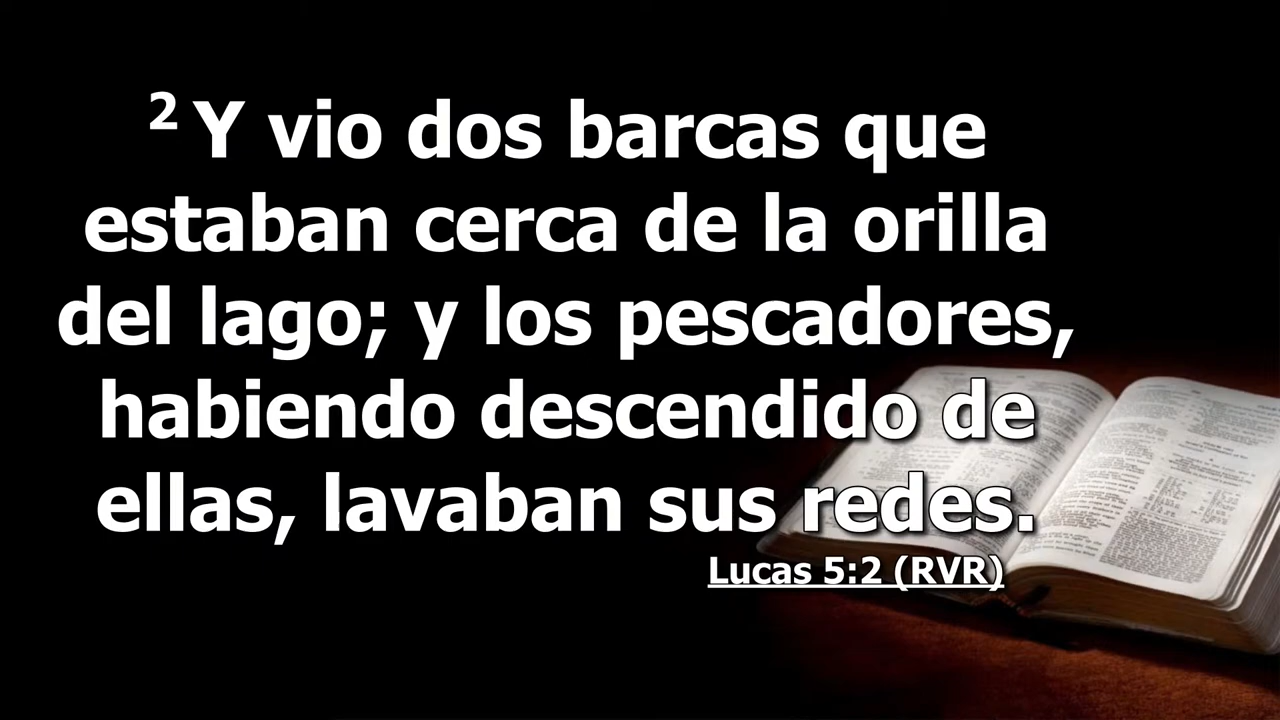 2 Y vio dos barcas que
estaban cerca de la orilla
del lago; y los pescadores,
habiendo descendido de
ellas, lavaban sus redes.
Lucas 5:2 (RVR)